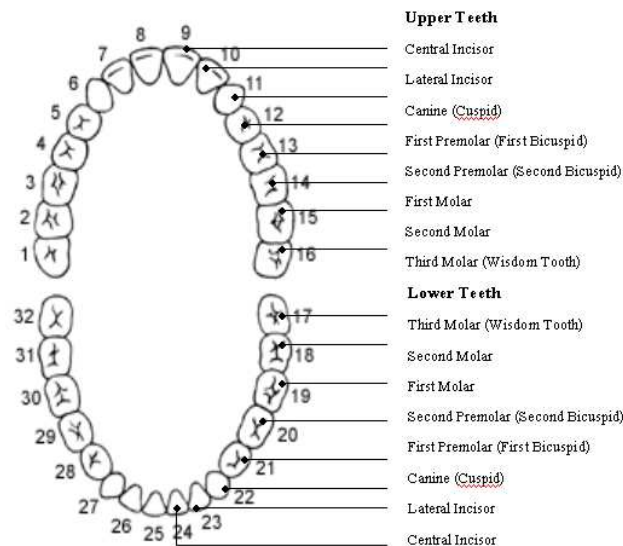 Upper Teeth
9
8
10
Central Incisor
7
Lateral Incisor
6
11
Canine (Cuspid)
5
12
First Premolar (First Bicuspid)
4
13
Second Premolar (Second Bicuspid)
3
14
First Molar
2
15
Second Molar
1
16
Third Molar (Wisdom Tooth)
Lower Teeth
32
17
Third Molar (Wisdom Tooth)
31
18
Second Molar
30
19
First Molar
29
20
Second Premolar (Second Bicuspid)
28
21
First Premolar (First Bicuspid)
27
22
Canine (Cuspid)
26
25
24
23
Lateral Incisor
Central Incisor